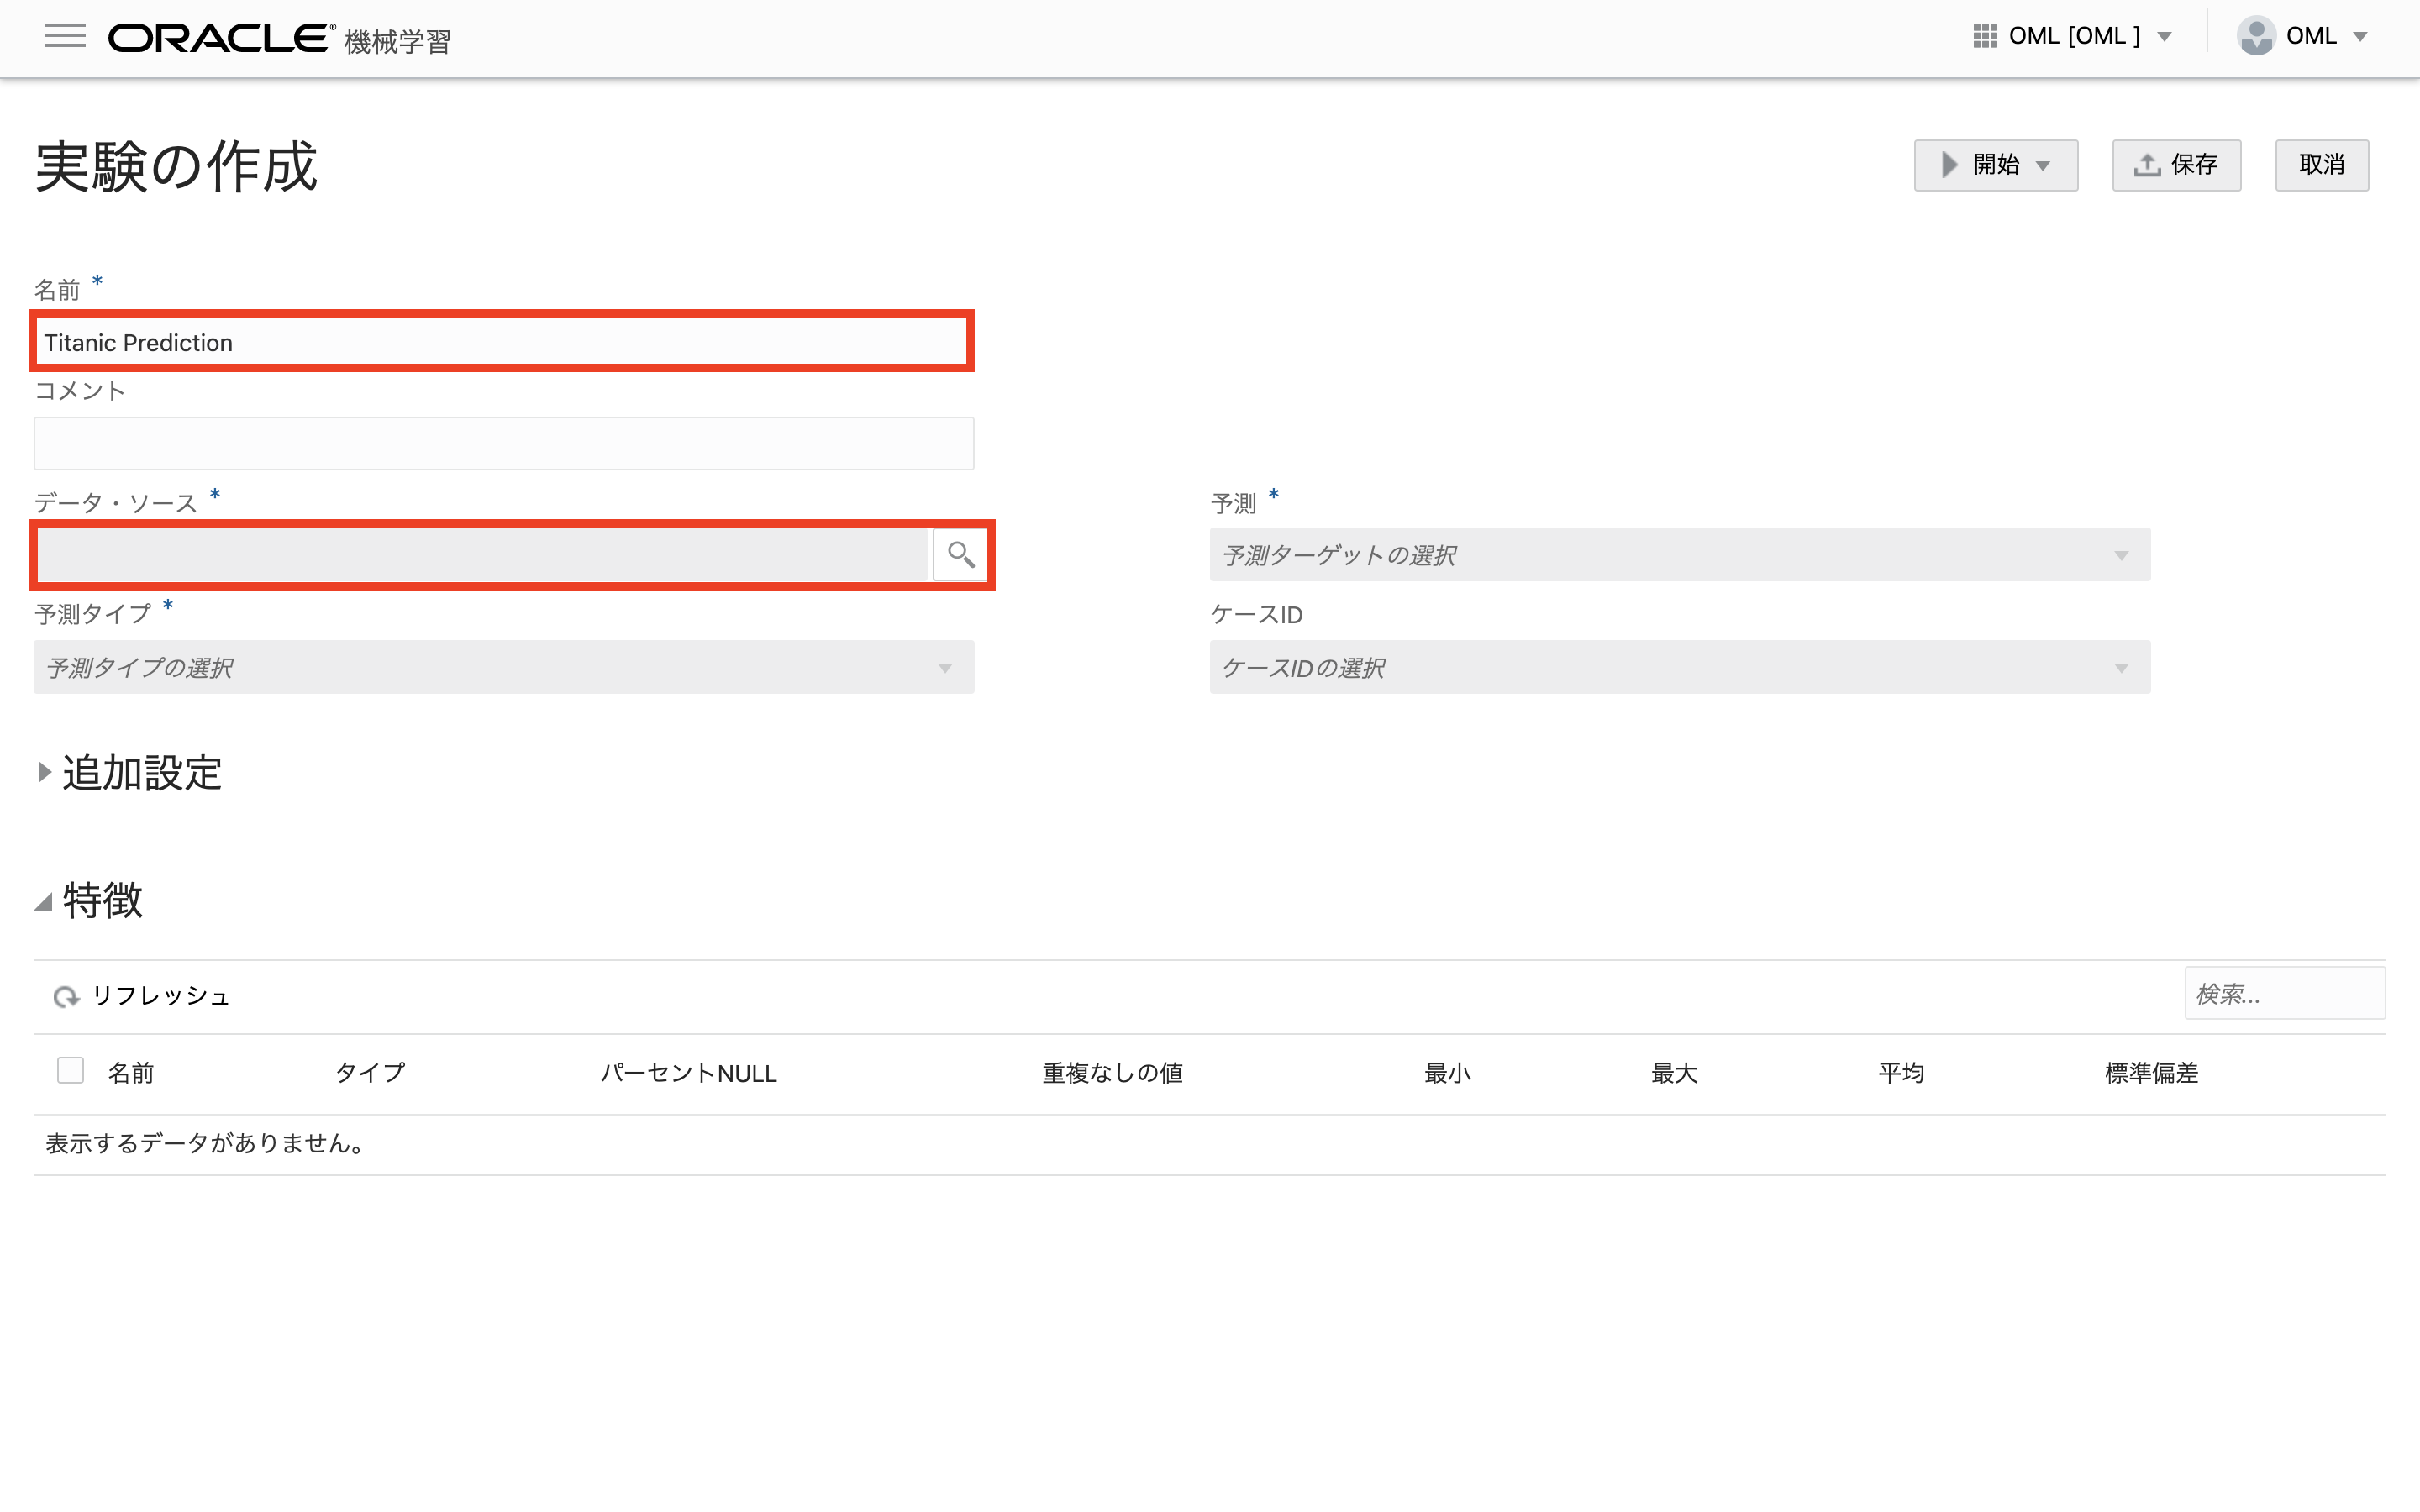 ORACLE® 機械学習
OML [OML ]
OML
実験の作成
開始
保存
取消
名前 *
Titanic Prediction
コメント
データ・ソース *
予測 *
予測ターゲットの選択
予測タイプ *
ケースID
予測タイプの選択
ケースIDの選択
追加設定
特徴
リフレッシュ
検索...
名前 タイプ パーセントNULL 重複なしの値 最小 最大 平均 標準偏差
表示するデータがありません。